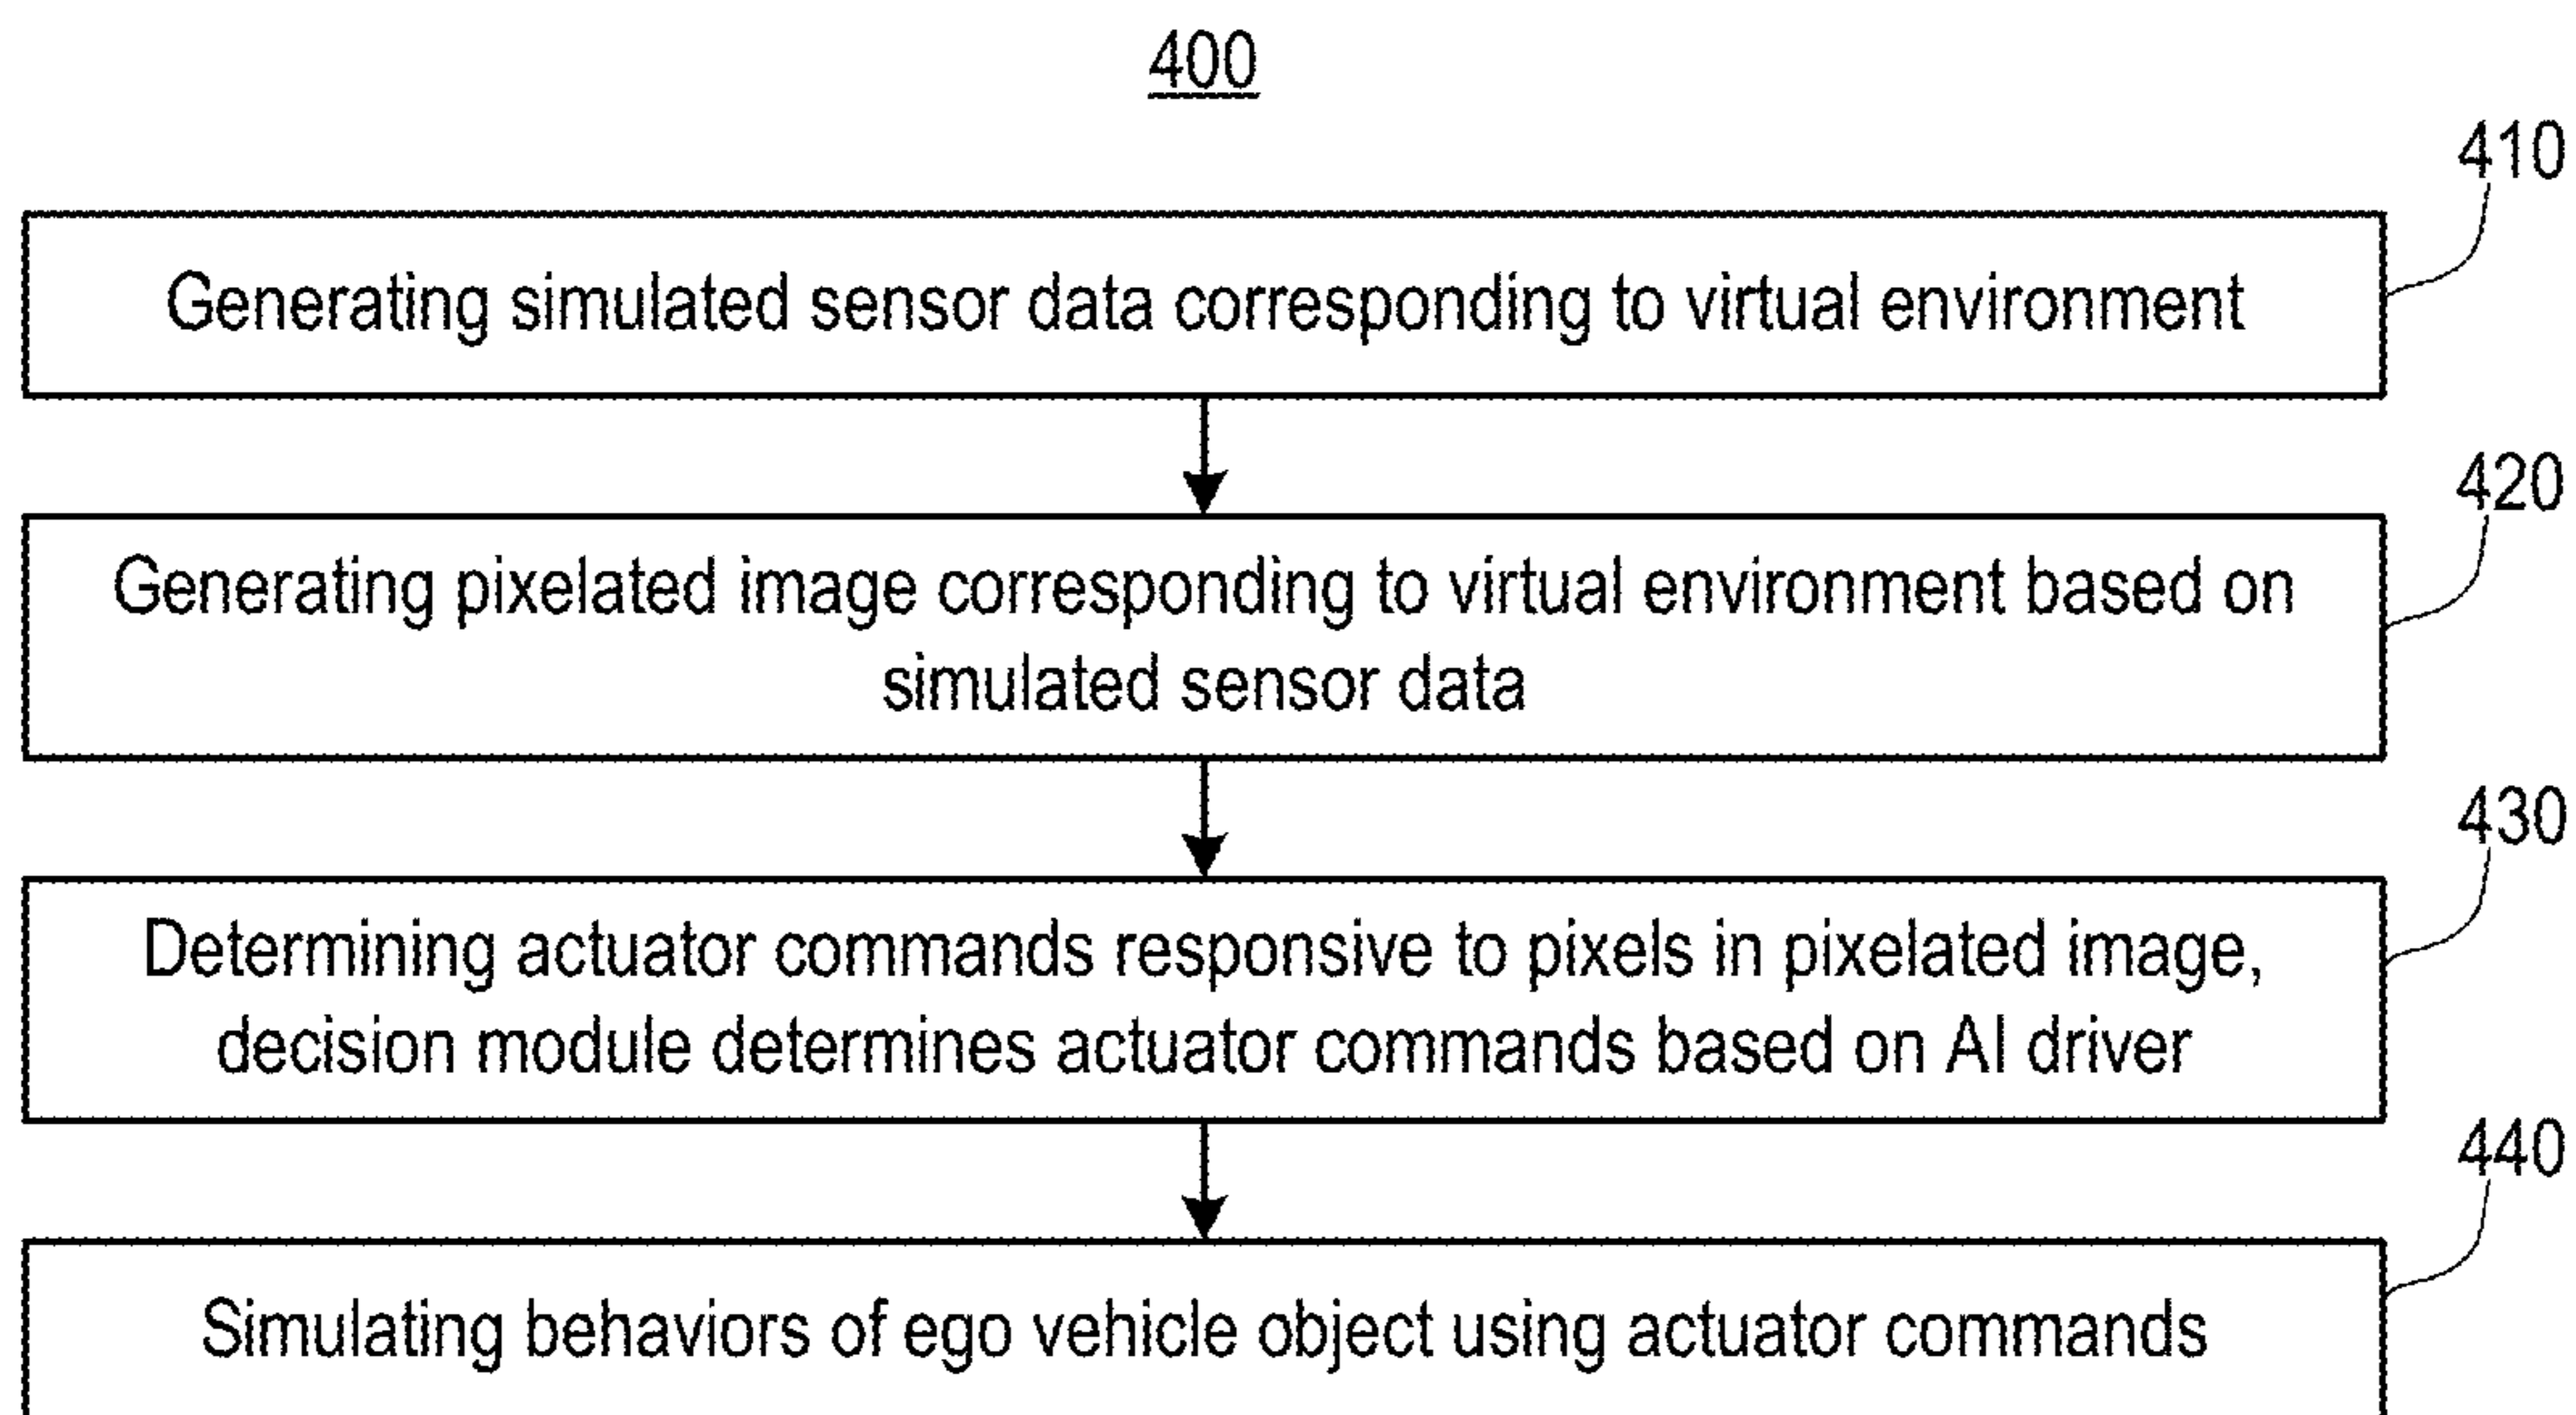 400
410
Generating simulated sensor data corresponding to virtual environment
420
Generating pixelated image corresponding to virtual environment based on
simulated sensor data
430
Determining actuator commands responsive to pixels in pixelated image,
decision module determines actuator commands based on AI driver
440
Simulating behaviors of ego vehicle object using actuator commands